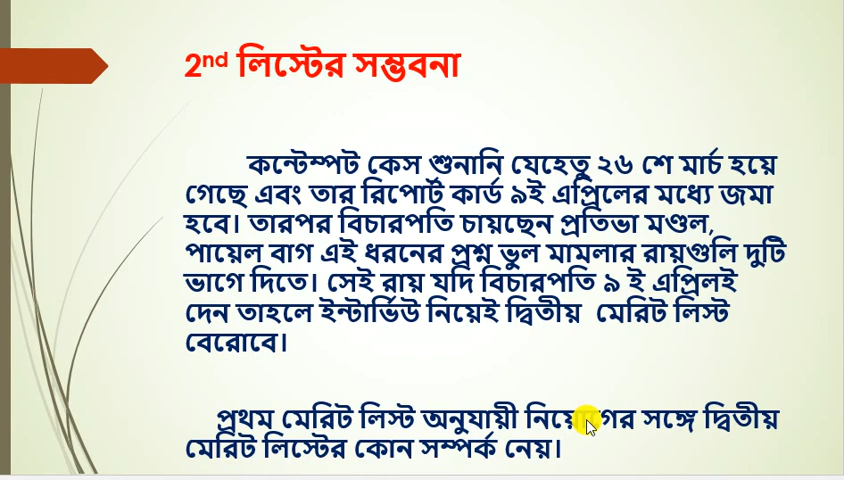 2nd লিস্টের সম্ভবনা
কন্টেম্পট কেস শুনানি যেহেতু ২৬ শে মার্চ হয়ে
গেছে এবং তার রিপোর্ট কার্ড ৯ই এপ্রিলের মধ্যে জমা
হবে। তারপর বিচারপতি চায়ছেন প্রতিভা মণ্ডল,
পায়েল বাগ এই ধরনের প্রশ্ন ভুল মামলার রায়গুলি দুটি
ভাগে দিতে। সেই রায় যদি বিচারপতি ৯ ই এপ্রিলই
দেন তাহলে ইন্টার্ভিউ নিয়েই দ্বিতীয় মেরিট লিস্ট
বেরোবে।
প্রথম মেরিট লিস্ট অনুযায়ী নিয়োগের সঙ্গে দ্বিতীয়
মেরিট লিস্টের কোন সম্পর্ক নেয়।